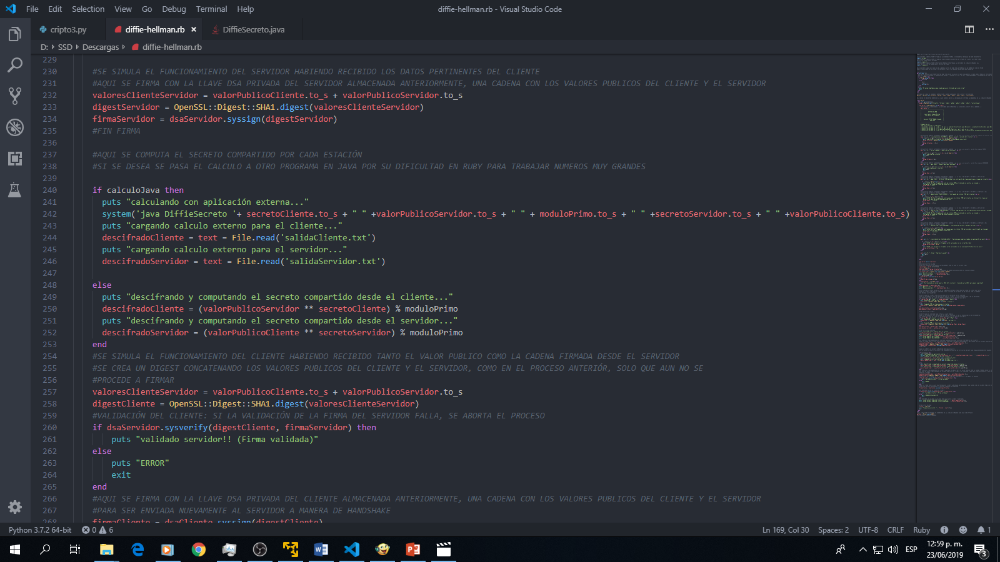 File Edit Selection View Go Debug Terminal Help
diffie-hellman.rb - Visual Studio Code
cripto3.py
diffie-hellman.rb
DiffieSecreto.java
D: SSD Descargas diffie-hellman.rb
229
230 #SE SIMULA EL FUNCIONAMIENTO DEL SERVIDOR HABIENDO RECIBIDO LOS DATOS PERTINENTES DEL CLIENTE
231 #AQUI SE FIRMA CON LA LLAVE DSA PRIVADA DEL SERVIDOR ALMACENADA ANTERIORMENTE, UNA CADENA CON LOS VALORES PUBLICOS DEL CLIENTE Y EL SERVIDOR
232 valoresClienteServidor = valorPublicoCliente.to_s + valorPublicoServidor.to_s
233 digestServidor = OpenSSL::Digest::SHA1.digest(valoresClienteServidor)
234 firmaServidor = dsaServidor.syssign(digestServidor)
235 #FIN FIRMA
236
237 #AQUI SE COMPUTA EL SECRETO COMPARTIDO POR CADA ESTACIÓN
238 #SI SE DESEA SE PASA EL CALCULO A OTRO PROGRAMA EN JAVA POR SU DIFICULTAD EN RUBY PARA TRABAJAR NUMEROS MUY GRANDES
239
240 if calculoJava then
241 puts "calculando con aplicación externa..."
242 system('java DiffieSecreto '+ secretoCliente.to_s + " " +valorPublicoServidor.to_s + " " + moduloPrimo.to_s + " " +secretoServidor.to_s + " " +valorPublicoCliente.to_s)
243 puts "cargando calculo externo para el cliente..."
244 descifradoCliente = text = File.read('salidaCliente.txt')
245 puts "cargando calculo externo para el servidor..."
246 descifradoServidor = text = File.read('salidaServidor.txt')
247
248 else
249 puts "descifrando y computando el secreto compartido desde el cliente..."
250 descifradoCliente = (valorPublicoServidor ** secretoCliente) % moduloPrimo
251 puts "descifrando y computando el secreto compartido desde el servidor..."
252 descifradoServidor = (valorPublicoCliente ** secretoServidor) % moduloPrimo
253 end
254 #SE SIMULA EL FUNCIONAMIENTO DEL CLIENTE HABIENDO RECIBIDO TANTO EL VALOR PUBLICO COMO LA CADENA FIRMADA DESDE EL SERVIDOR
255 #SE CREA UN DIGEST CONCATENANDO LOS VALORES PUBLICOS DEL CLIENTE Y EL SERVIDOR, COMO EN EL PROCESO ANTERIÓR, SOLO QUE AUN NO SE
256 #PROCEDE A FIRMAR
257 valoresClienteServidor = valorPublicoCliente.to_s + valorPublicoServidor.to_s
258 digestCliente = OpenSSL::Digest::SHA1.digest(valoresClienteServidor)
259 #VALIDACIÓN DEL CLIENTE: SI LA VALIDACIÓN DE LA FIRMA DEL SERVIDOR FALLA, SE ABORTA EL PROCESO
260 if dsaServidor.sysverify(digestCliente, firmaServidor) then
261 puts "validado servidor!! (Firma validada)"
262 else
263 puts "ERROR"
264 exit
265 end
266 #AQUI SE FIRMA CON LA LLAVE DSA PRIVADA DEL CLIENTE ALMACENADA ANTERIORMENTE, UNA CADENA CON LOS VALORES PUBLICOS DEL CLIENTE Y EL SERVIDOR
267 #PARA SER ENVIADA NUEVAMENTE AL SERVIDOR A MANERA DE HANDSHAKE
268 firmaCliente = dsaCliente.syssign(digestCliente)
Python 3.7.2 64-bit 0 6 Ln 169, Col 30 Spaces: 2 UTF-8 CRLF Ruby 1
ESP
12:59 p. m.
23/06/2019
3